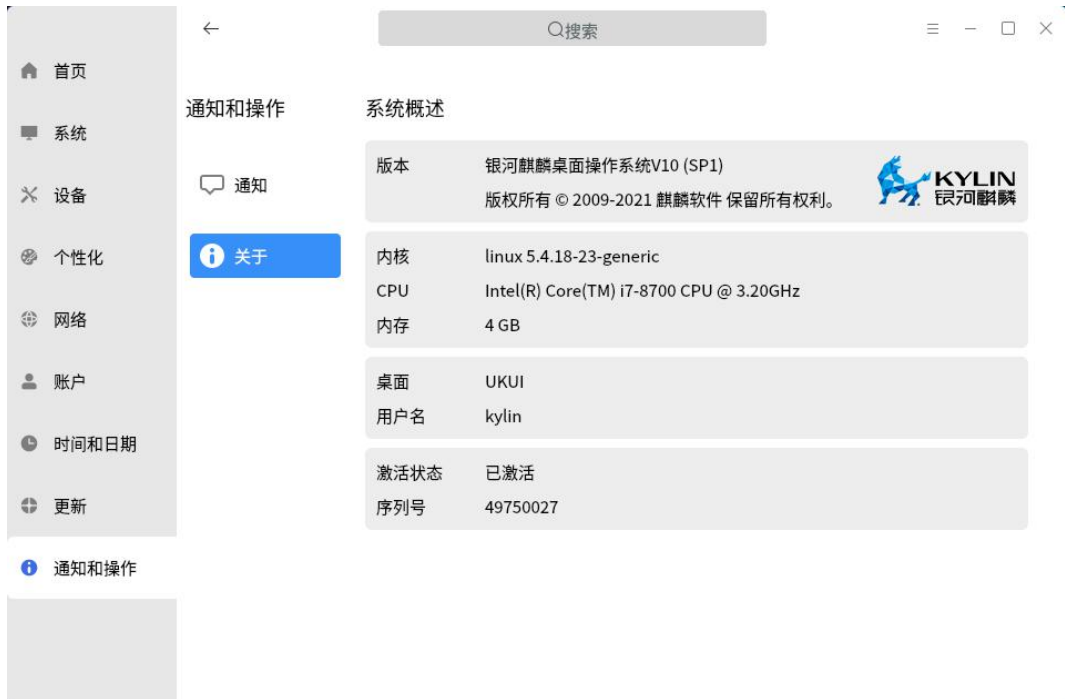 搜索
首页
系统
设备
个性化
网络
账户
时间和日期
更新
通知和操作
通知和操作
通知
关于
系统概述
版本 银河麒麟桌面操作系统V10 (SP1)
版权所有 © 2009-2021 麒麟软件 保留所有权利。
KYLIN
银河麒麟
内核 linux 5.4.18-23-generic
CPU Intel(R) Core(TM) i7-8700 CPU @ 3.20GHz
内存 4 GB
桌面 UKUI
用户名 kylin
激活状态 已激活
序列号 49750027